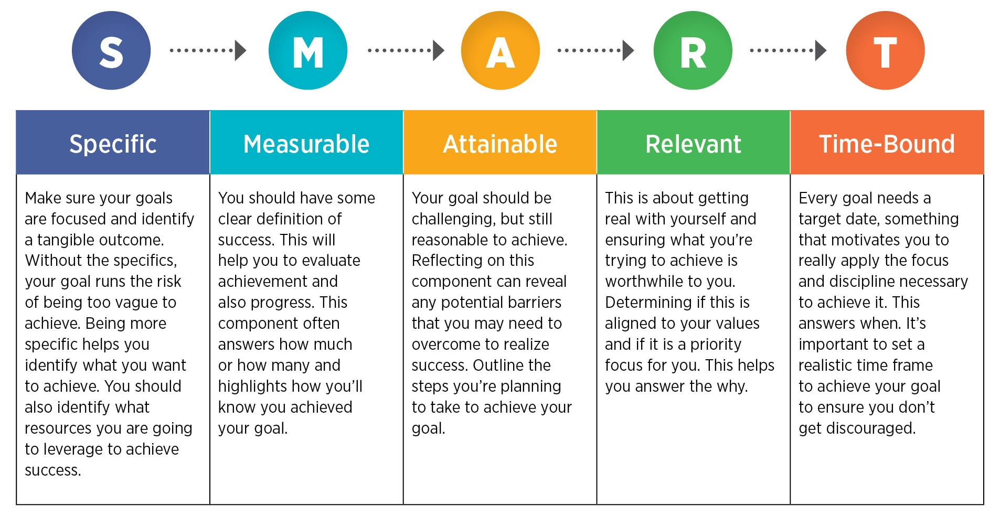 S
M
A
R
T
Specific
Measurable
Attainable
Relevant
Time-Bound
Make sure your goals
are focused and identify
a tangible outcome.
Without the specifics,
your goal runs the risk
of being too vague to
achieve. Being more
specific helps you
identify what you want
to achieve. You should
also identify what
resources you are going
to leverage to achieve
success.
You should have some
clear definition of
success. This will
help you to evaluate
achievement and
also progress. This
component often
answers how much
or how many and
highlights how you’ll
know you achieved
your goal.
Your goal should be
challenging, but still
reasonable to achieve.
Reflecting on this
component can reveal
any potential barriers
that you may need to
overcome to realize
success. Outline the
steps you’re planning
to take to achieve your
goal.
This is about getting
real with yourself and
ensuring what you’re
trying to achieve is
worthwhile to you.
Determining if this is
aligned to your values
and if it is a priority
focus for you. This helps
you answer the why.
Every goal needs a
target date, something
that motivates you to
really apply the focus
and discipline necessary
to achieve it. This
answers when. It’s
important to set a
realistic time frame
to achieve your goal
to ensure you don’t
get discouraged.